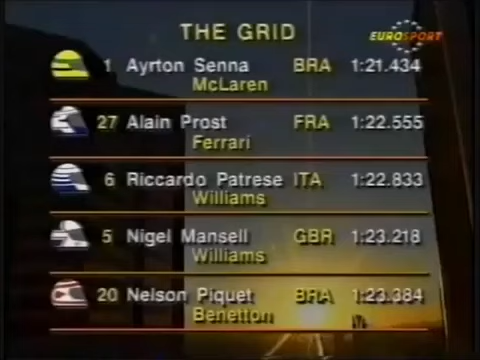 THE GRID
EUROSPORT
1 Ayrton Senna BRA 1:21.434
McLaren
27 Alain Prost FRA 1:22.555
Ferrari
6 Riccardo Patrese ITA 1:22.833
Williams
5 Nigel Mansell GBR 1:23.218
Williams
20 Nelson Piquet BRA 1:23.384
Benetton